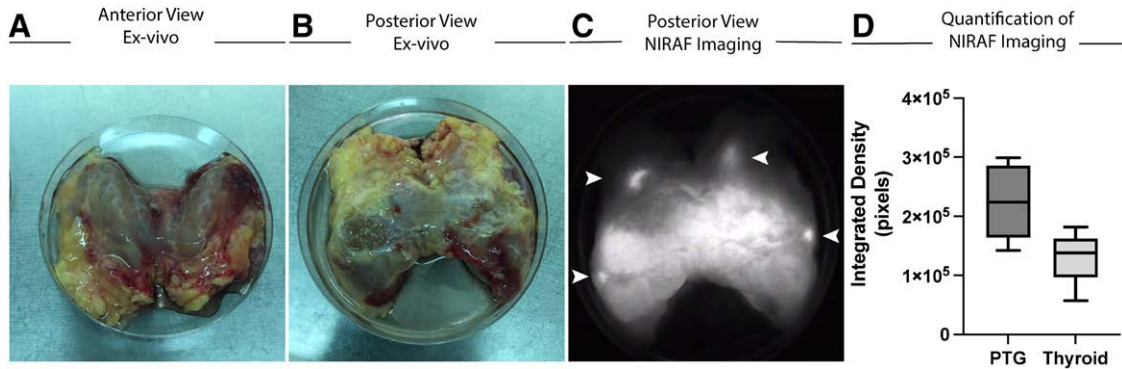 A
Anterior View
Ex-vivo
B
Posterior View
Ex-vivo
C
Posterior View
NIRAF Imaging
D
Quantification of
NIRAF Imaging
4×10⁵
3×10⁵
2×10⁵
1×10⁵
0
Integrated Density
(pixels)
PTG Thyroid